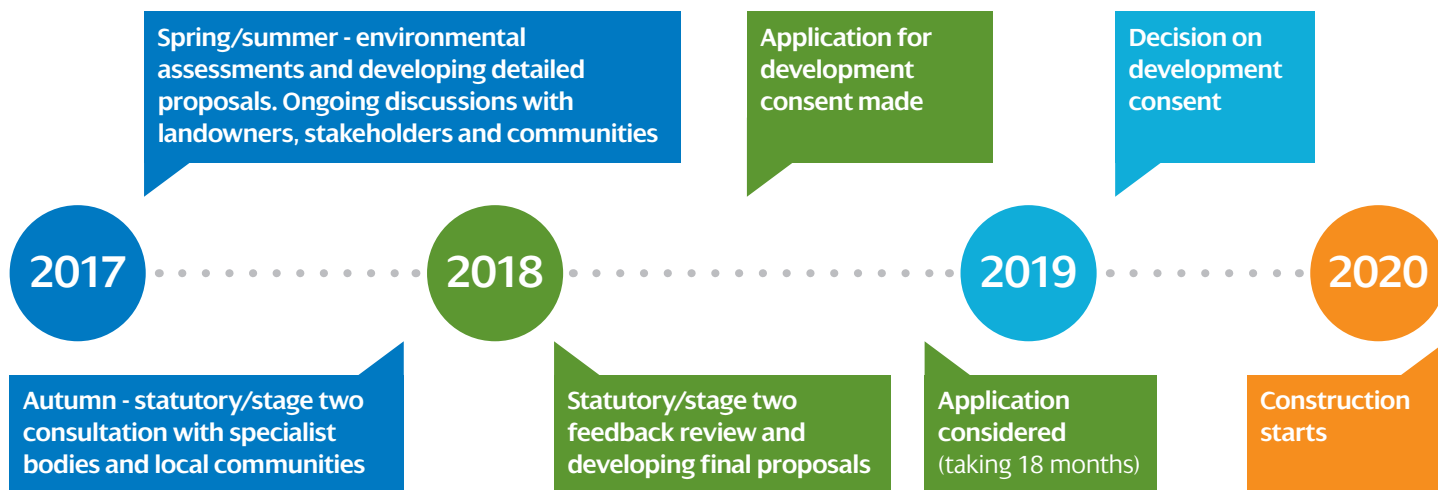 Spring/summer - environmental
assessments and developing detailed
proposals. Ongoing discussions with
landowners, stakeholders and communities
Application for
development
consent made
Decision on
development
consent
2017
2018
2019
2020
Autumn - statutory/stage two
consultation with specialist
bodies and local communities
Statutory/stage two
feedback review and
developing final proposals
Application
considered
(taking 18 months)
Construction
starts